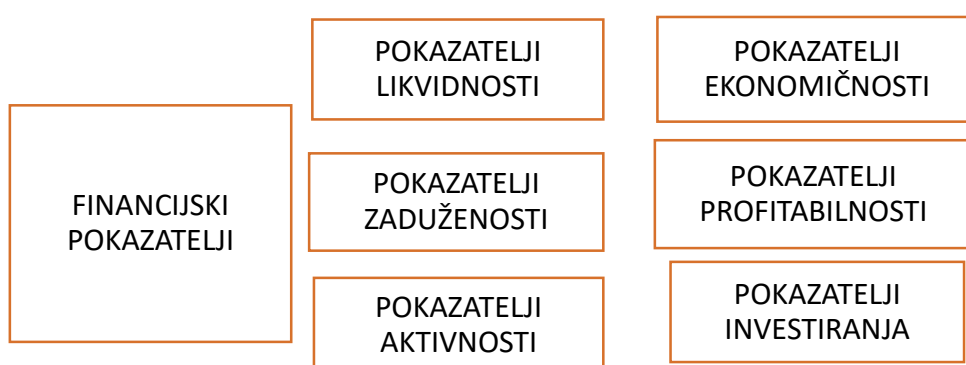 FINANCIJSKI
POKAZATELJI
POKAZATELJI
LIKVIDNOSTI
POKAZATELJI
ZADUŽENOSTI
POKAZATELJI
AKTIVNOSTI
POKAZATELJI
EKONOMIČNOSTI
POKAZATELJI
PROFITABILNOSTI
POKAZATELJI
INVESTIRANJA